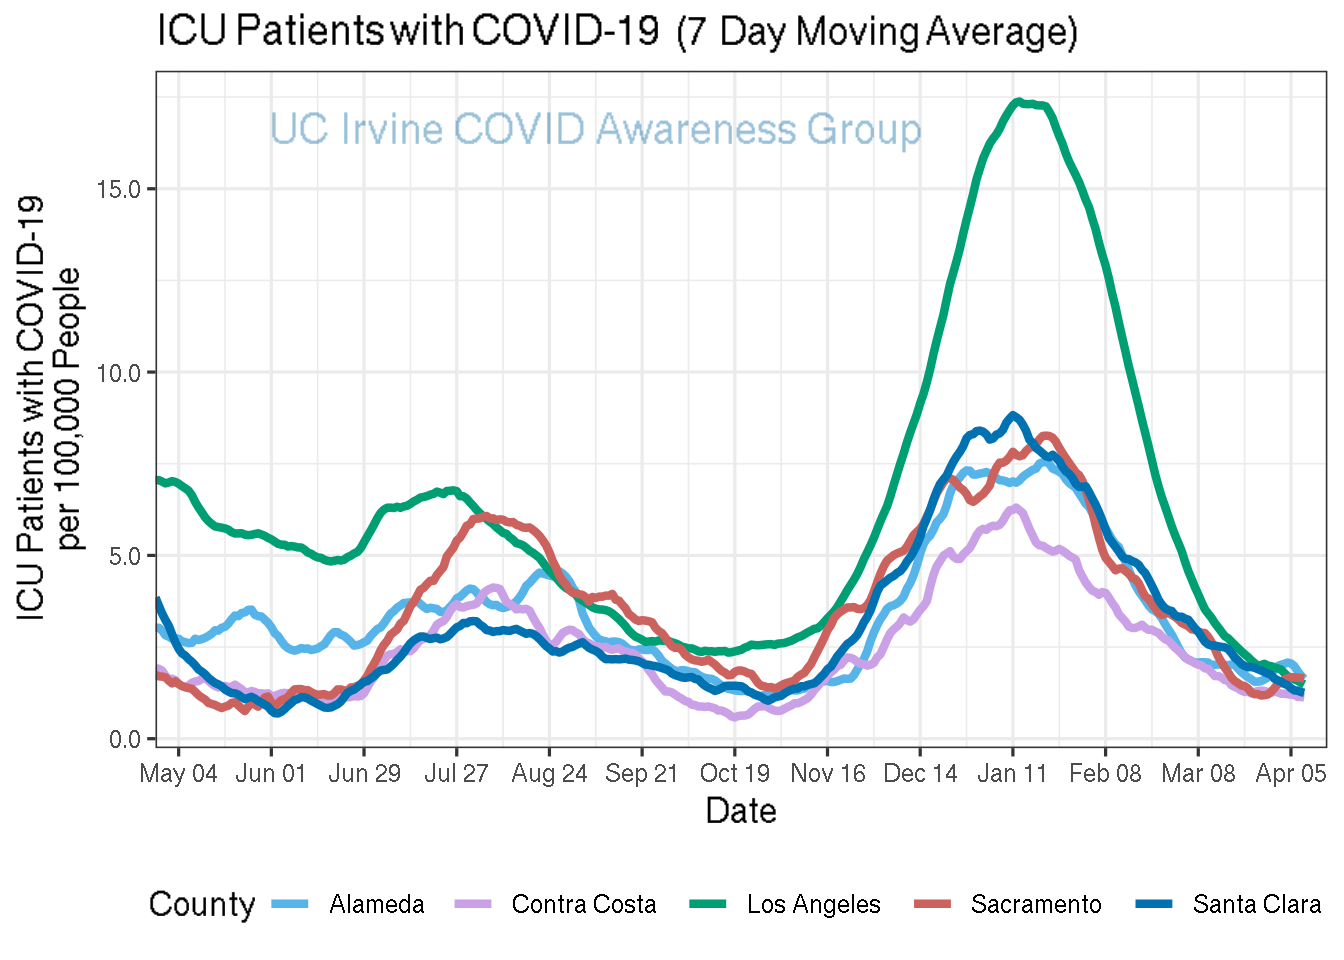 ICU Patients with COVID-19 (7 Day Moving Average)
UC Irvine COVID Awareness Group
ICU Patients with COVID-19
per 100,000 People
15.0
10.0
5.0
0.0
May 04 Jun 01 Jun 29 Jul 27 Aug 24 Sep 21 Oct 19 Nov 16 Dec 14 Jan 11 Feb 08 Mar 08 Apr 05
Date
County Alameda Contra Costa Los Angeles Sacramento Santa Clara